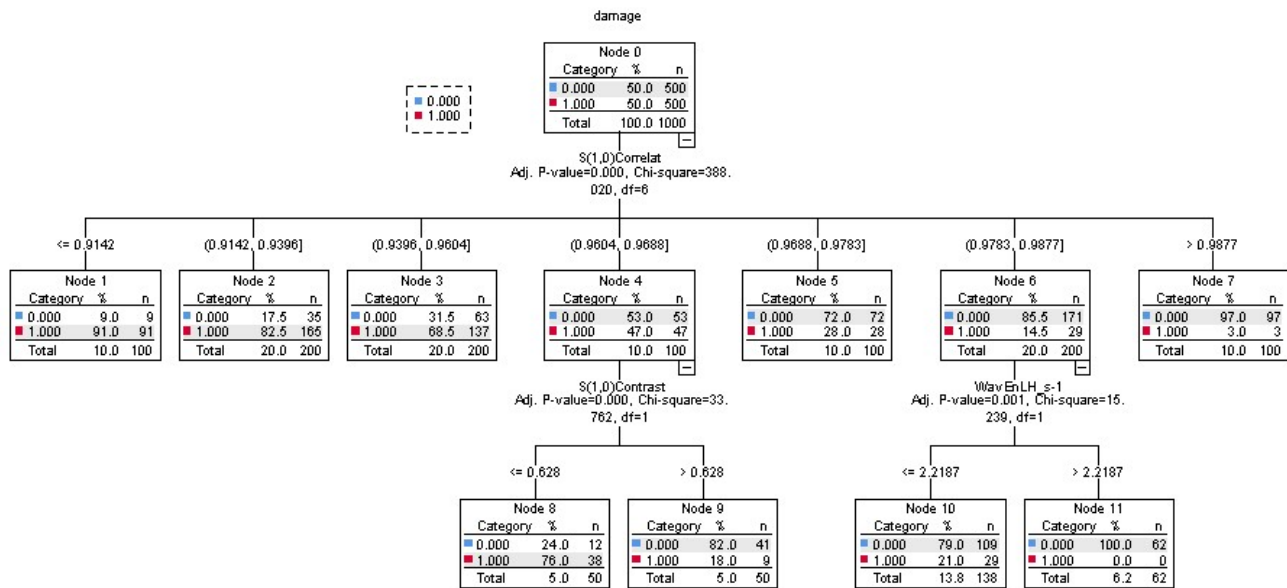 damage
Node 0
Category % n
0.000 50.0 500
1.000 50.0 500
Total 100.0 1000
0.000
1.000
S(1,0)Correlat
Adj. P-value=0.000, Chi-square=388.
020, df=6
<= 0.9142
(0.9142, 0.9396]
(0.9396, 0.9604]
(0.9604, 0.9688]
(0.9688, 0.9783]
(0.9783, 0.9877]
> 0.9877
Node 1
Category % n
0.000 9.0 9
1.000 91.0 91
Total 10.0 100
Node 2
Category % n
0.000 17.5 35
1.000 82.5 165
Total 20.0 200
Node 3
Category % n
0.000 31.5 63
1.000 68.5 137
Total 20.0 200
Node 4
Category % n
0.000 53.0 53
1.000 47.0 47
Total 10.0 100
Node 5
Category % n
0.000 72.0 72
1.000 28.0 28
Total 10.0 100
Node 6
Category % n
0.000 85.5 171
1.000 14.5 29
Total 20.0 200
Node 7
Category % n
0.000 97.0 97
1.000 3.0 3
Total 10.0 100
S(1,0)Contrast
Adj. P-value=0.000, Chi-square=33.
762, df=1
WavEnLH_s-1
Adj. P-value=0.001, Chi-square=15.
239, df=1
<= 0.628
> 0.628
<= 2.2187
> 2.2187
Node 8
Category % n
0.000 24.0 12
1.000 76.0 38
Total 5.0 50
Node 9
Category % n
0.000 82.0 41
1.000 18.0 9
Total 5.0 50
Node 10
Category % n
0.000 79.0 109
1.000 21.0 29
Total 13.8 138
Node 11
Category % n
0.000 100.0 62
1.000 0.0 0
Total 6.2 62